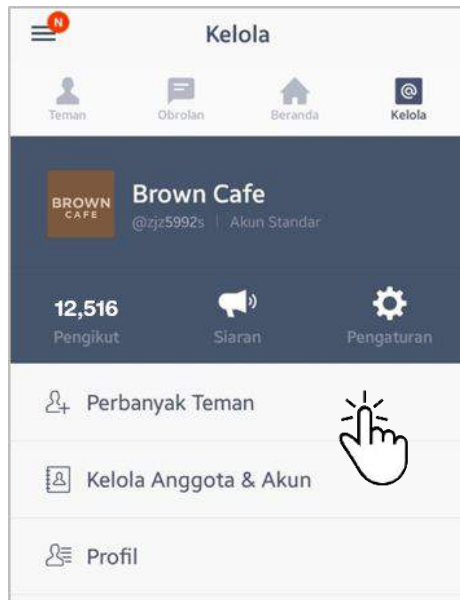 N
Kelola
Teman
Obrolan
Beranda
@
Kelola
BROWN
CAFE
Brown Cafe
@zjz5992s | Akun Standar
12,516
Pengikut
Siaran
Pengaturan
Perbanyak Teman
Kelola Anggota & Akun
Profil